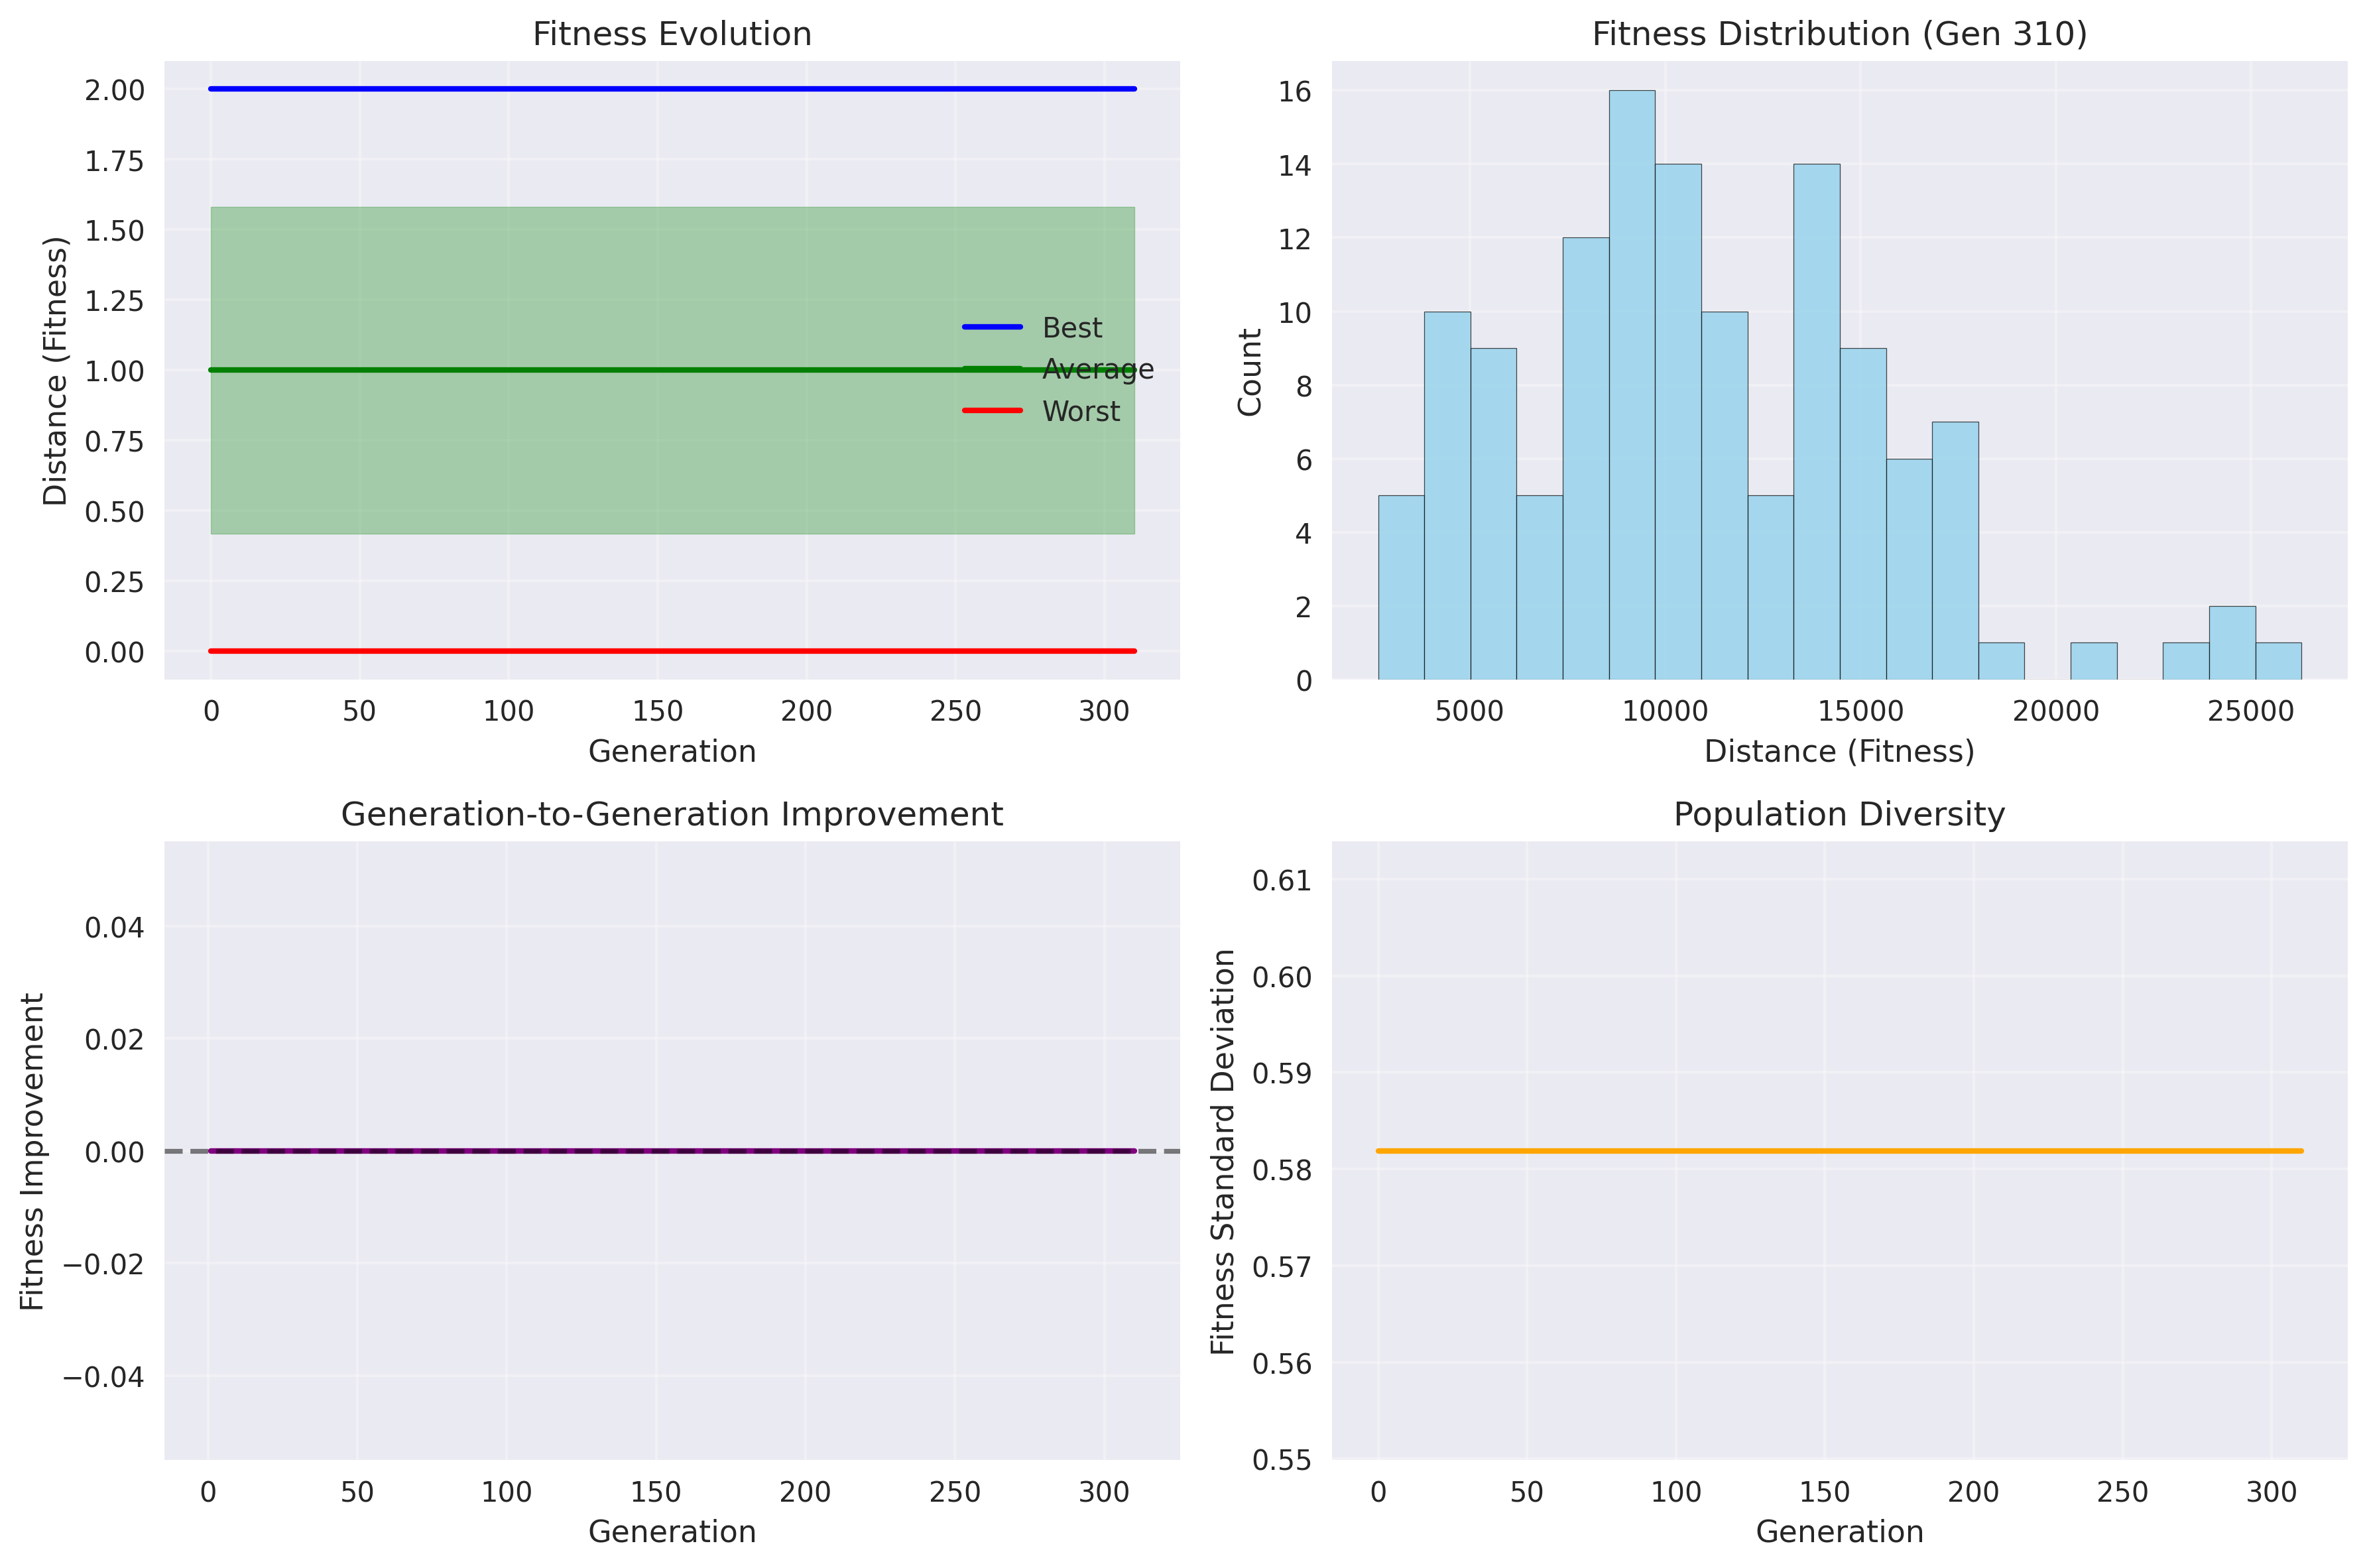 Fitness Evolution
2.00
1.75
1.50
1.25
1.00
0.75
0.50
0.25
0.00
Distance (Fitness)
Best
Average
Worst
0 50 100 150 200 250 300
Generation
Fitness Distribution (Gen 310)
16
14
12
10
8
6
4
2
0
Count
5000 10000 15000 20000 25000
Distance (Fitness)
Generation-to-Generation Improvement
0.04
0.02
0.00
−0.02
−0.04
Fitness Improvement
0 50 100 150 200 250 300
Generation
Population Diversity
0.61
0.60
0.59
0.58
0.57
0.56
0.55
Fitness Standard Deviation
0 50 100 150 200 250 300
Generation